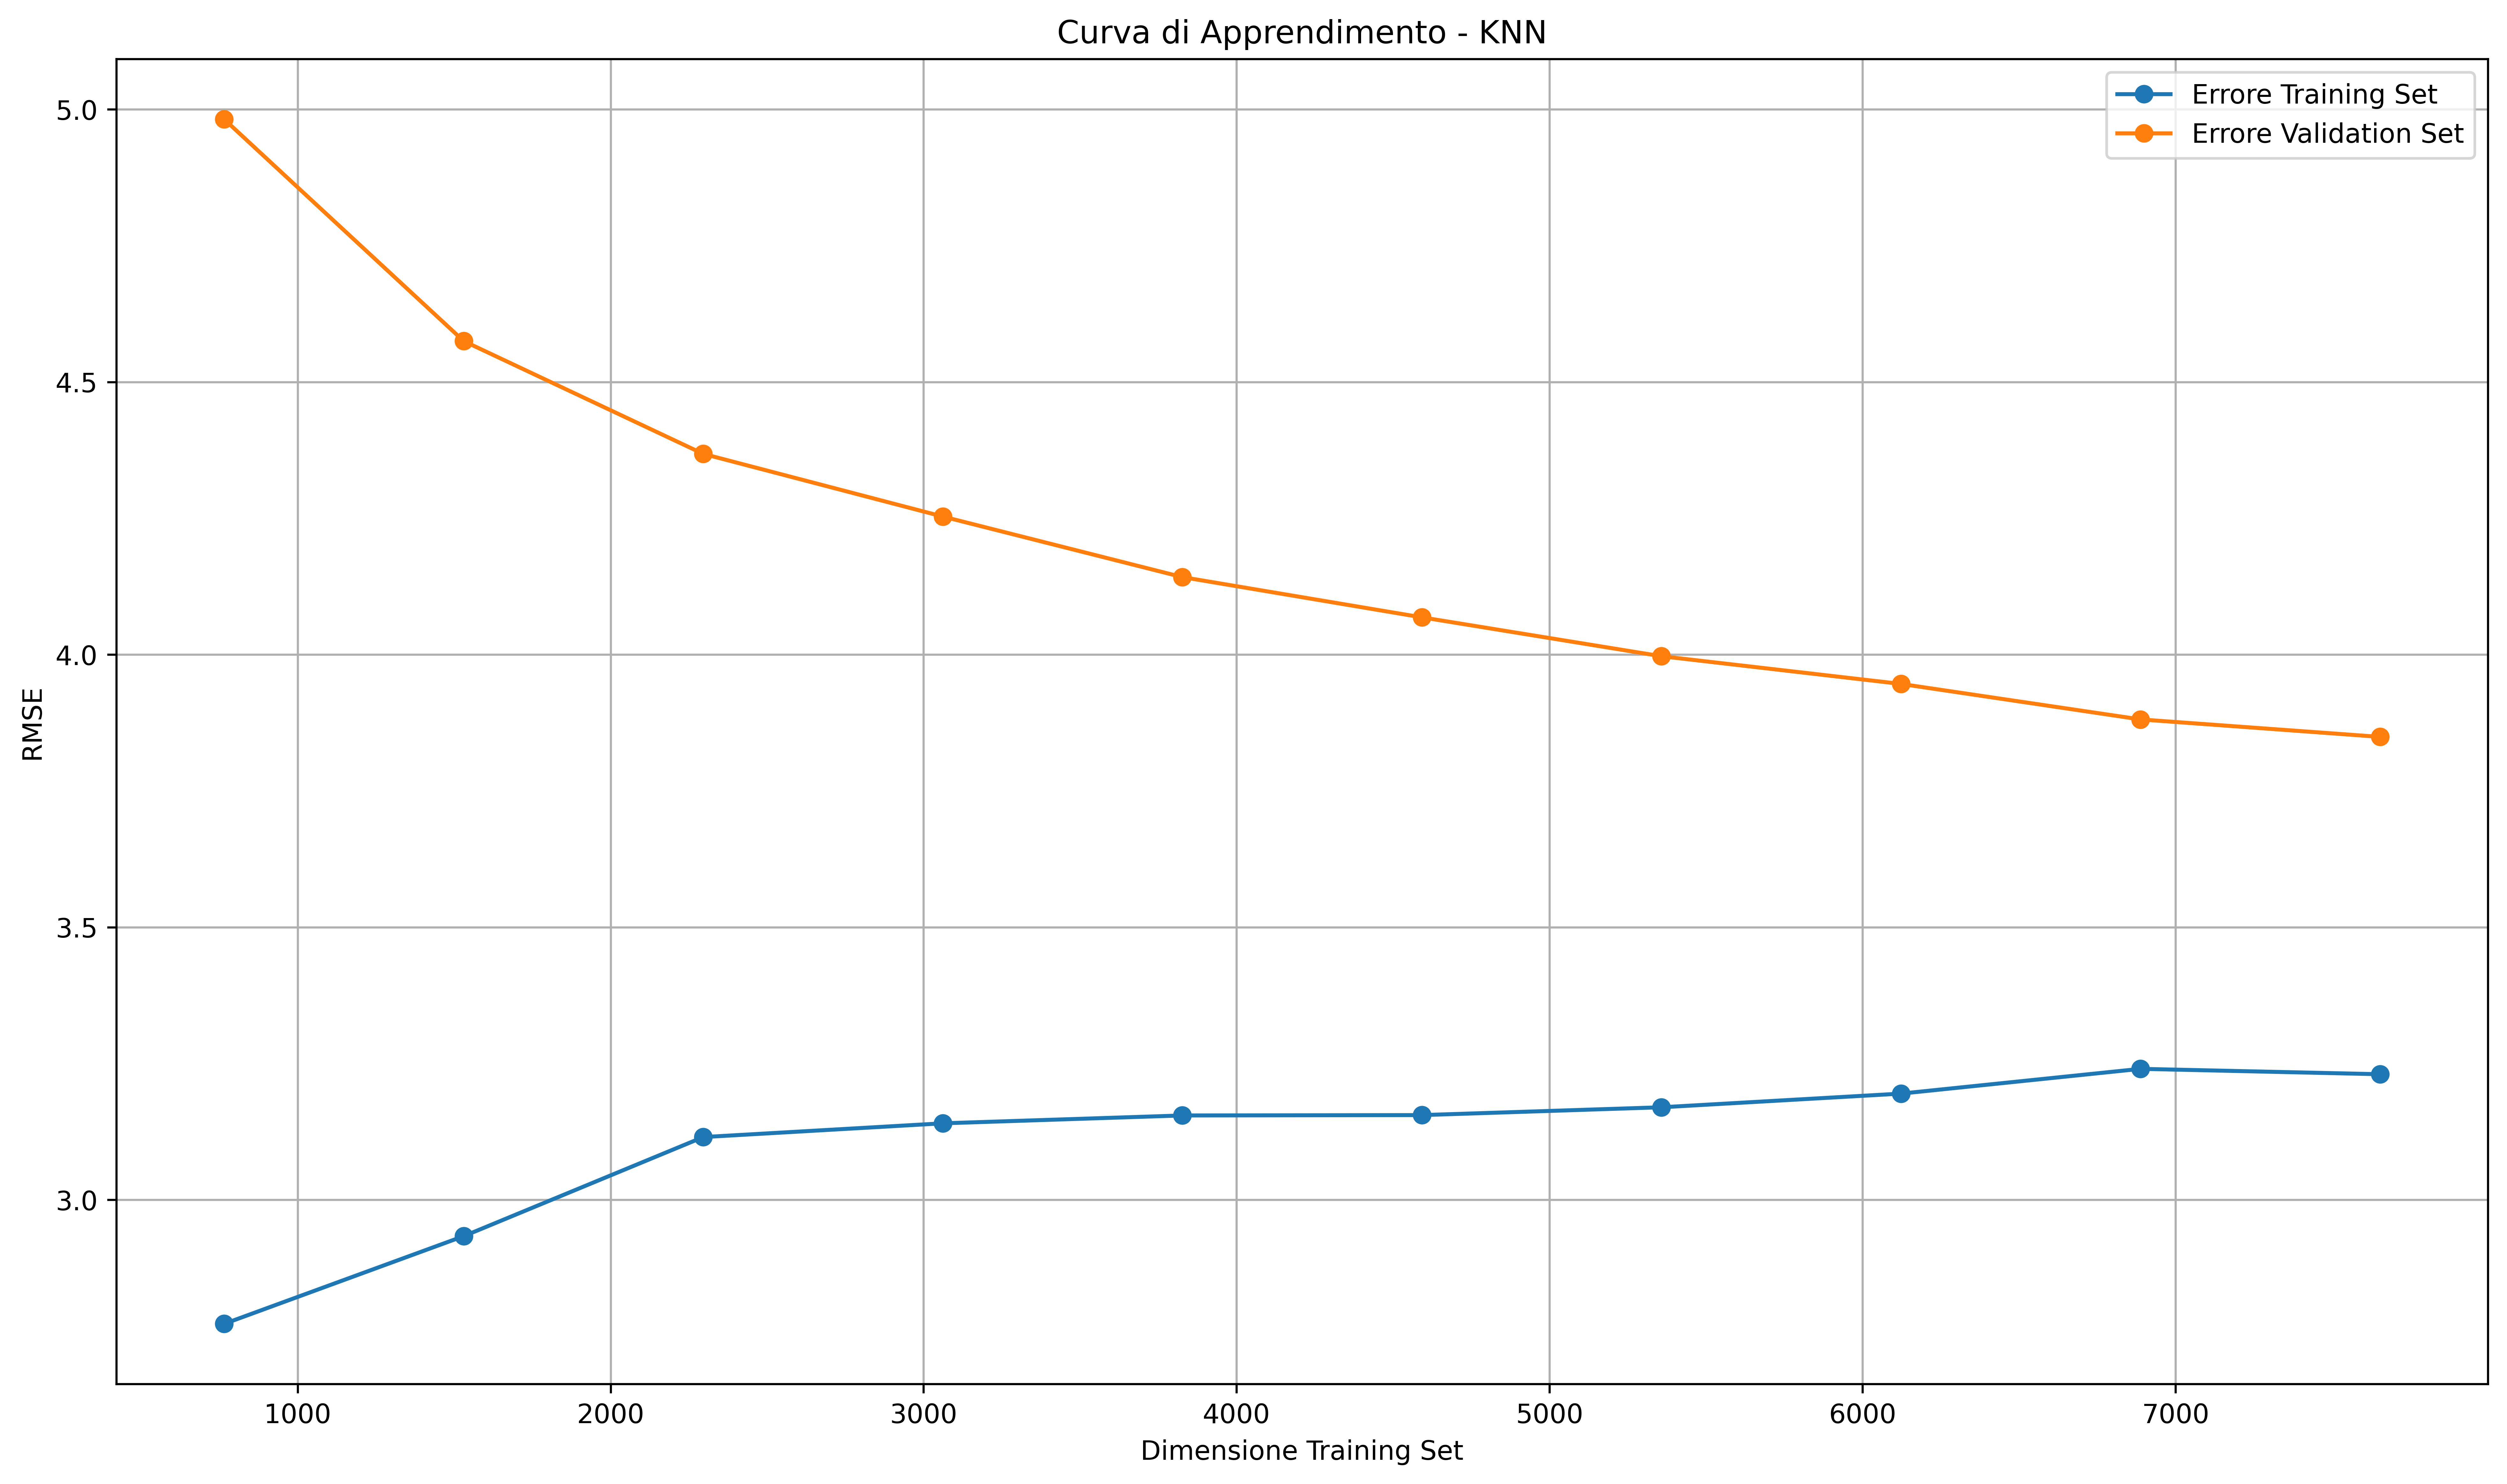 Curva di Apprendimento - KNN
Errore Training Set
Errore Validation Set
5.0
4.5
4.0
3.5
3.0
RMSE
1000 2000 3000 4000 5000 6000 7000
Dimensione Training Set